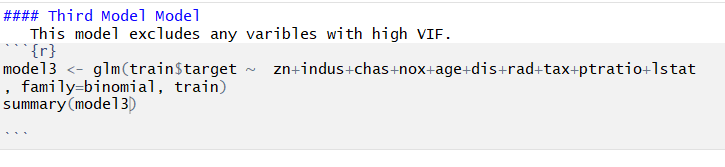 #### Third Model Model
This model excludes any varibles with high VIF.
```{r}
model3 <- glm(train$target ~  zn+indus+chas+nox+age+dis+rad+tax+ptratio+lstat
, family=binomial, train)
summary(model3)
```